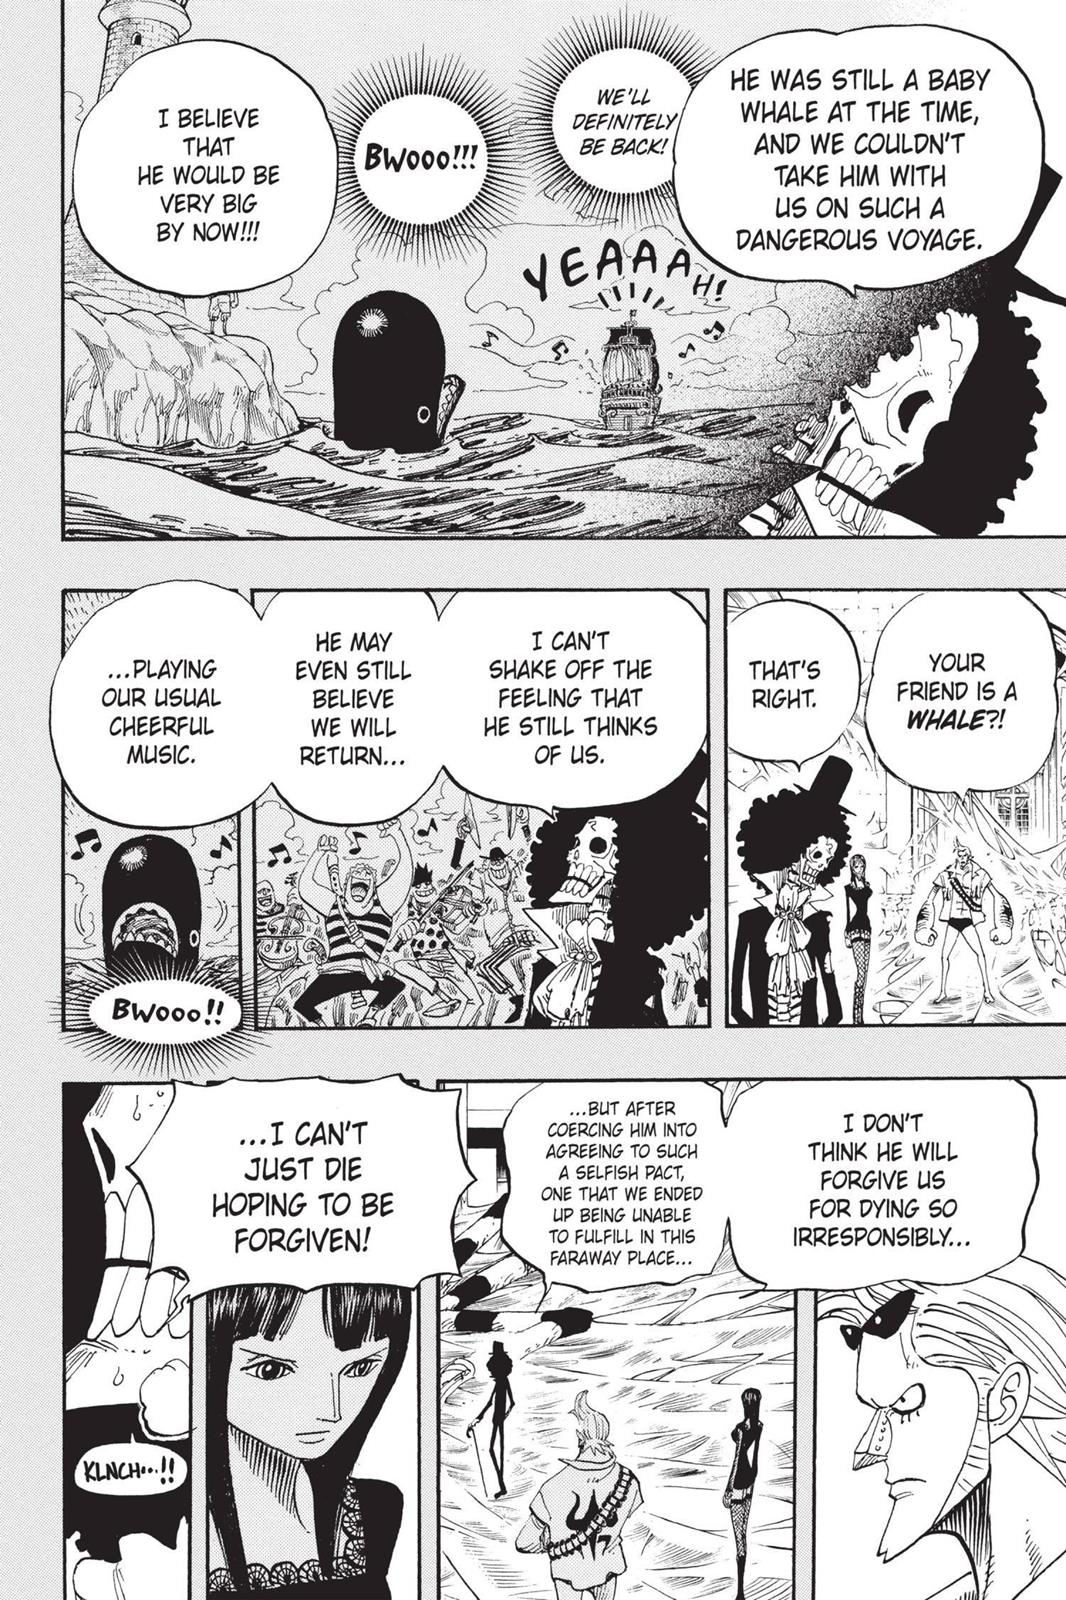 HE WAS STILL A BABY
WHALE AT THE TIME,
AND WE COULDN'T
TAKE HIM WITH
US ON SUCH A
DANGEROUS VOYAGE.
WE'LL
DEFINITELY
BE BACK!
YEAAAAH!
BWOOO!!!
I BELIEVE
THAT
HE WOULD BE
VERY BIG
BY NOW!!!
YOUR
FRIEND IS A
WHALE?!
THAT'S
RIGHT.
I CAN'T
SHAKE OFF THE
FEELING THAT
HE STILL THINKS
OF US.
HE MAY
EVEN STILL
BELIEVE
WE WILL
RETURN...
...PLAYING
OUR USUAL
CHEERFUL
MUSIC.
BWOOO!!
I DON'T
THINK HE WILL
FORGIVE US
FOR DYING SO
IRRESPONSIBLY...
...BUT AFTER
COERCING HIM INTO
AGREEING TO SUCH
A SELFISH PACT,
ONE THAT WE ENDED
UP BEING UNABLE
TO FULFILL IN THIS
FARAWAY PLACE...
...I CAN'T
JUST DIE
HOPING TO BE
FORGIVEN!
KLNCH...!!